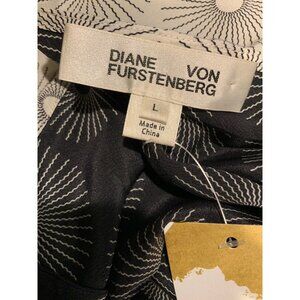 DIANE VON
FURSTENBERG
L
Made in
China